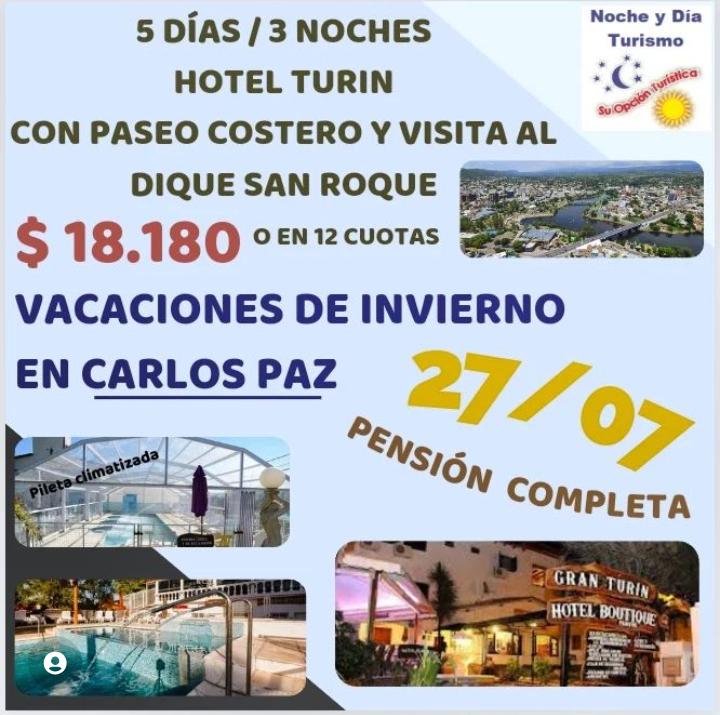 5 DÍAS / 3 NOCHES
HOTEL TURIN
CON PASEO COSTERO Y VISITA AL
DIQUE SAN ROQUE
$ 18.180 O EN 12 CUOTAS
VACACIONES DE INVIERNO
EN CARLOS PAZ
27/07
PENSIÓN COMPLETA
Noche y Día
Turismo
Su Opción Turística
Pileta climatizada
GRAN TURIN
HOTEL BOUTIQUE